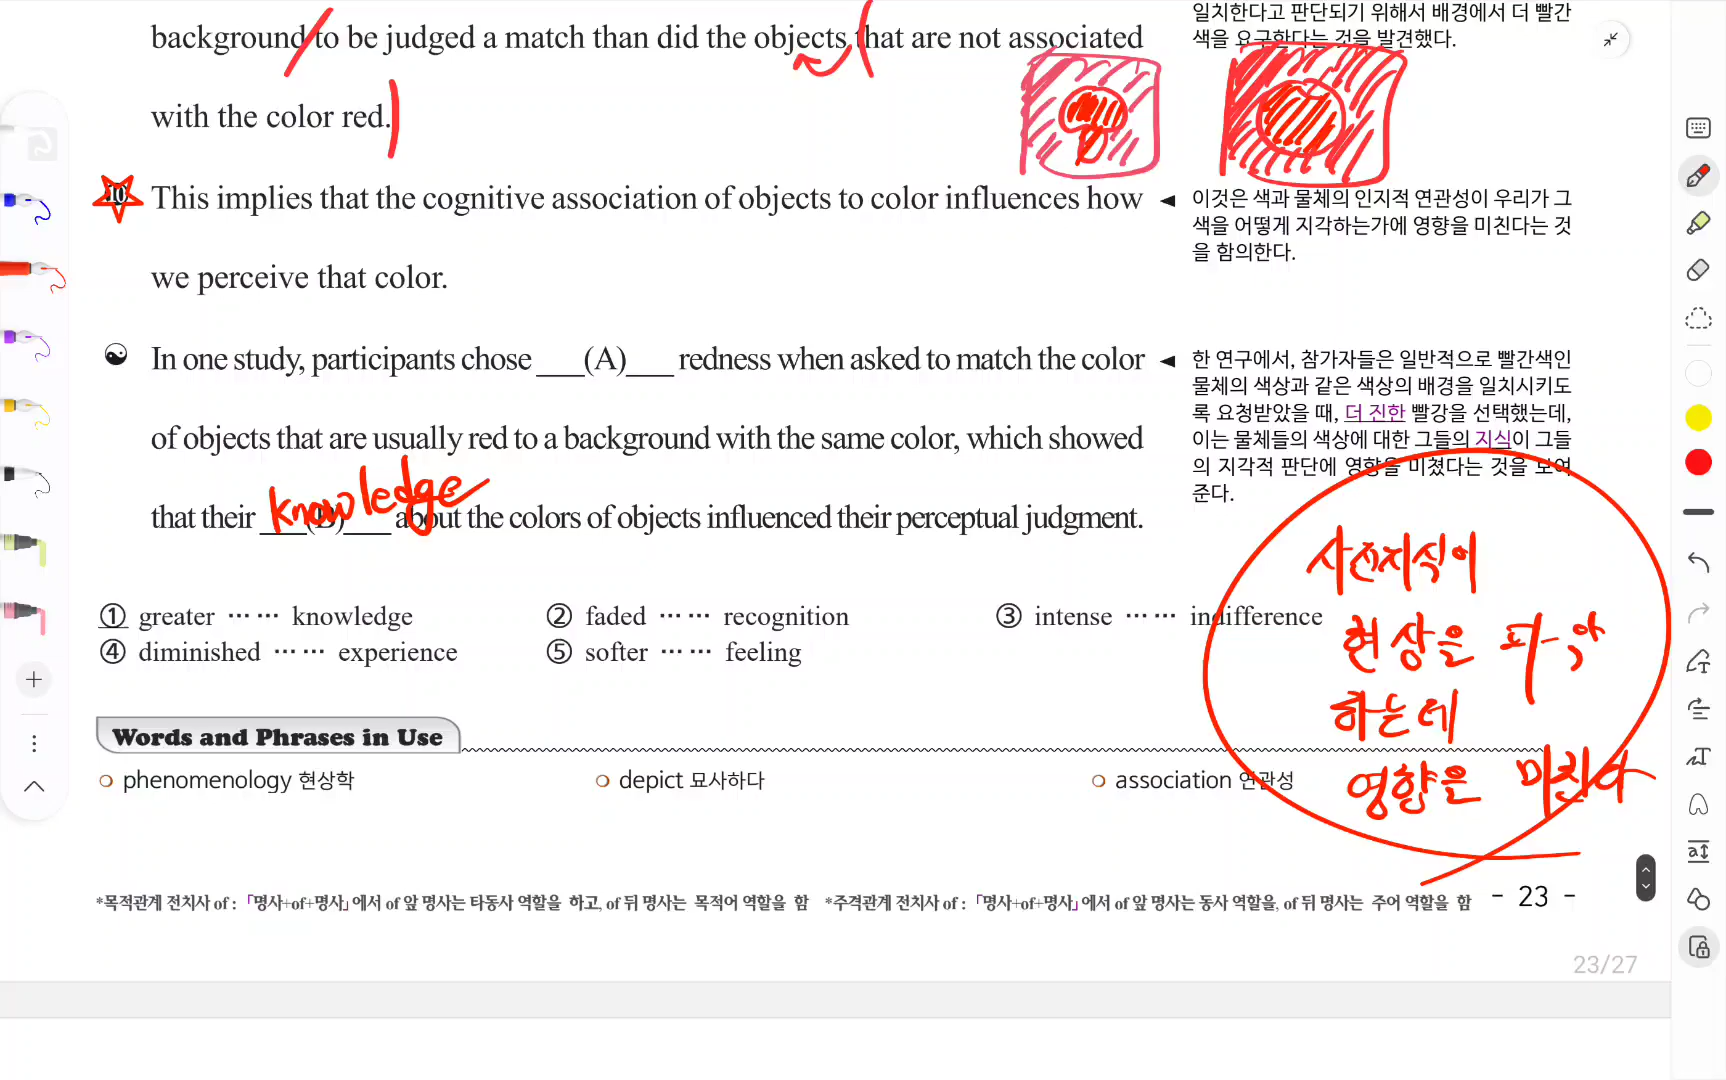 background to be judged a match than did the objects that are not associated
with the color red.
일치한다고 판단되기 위해서 배경에서 더 빨간
색을 요구한다는 것을 발견했다.
10 This implies that the cognitive association of objects to color influences how
we perceive that color.
◄ 이것은 색과 물체의 인지적 연관성이 우리가 그
색을 어떻게 지각하는가에 영향을 미친다는 것
을 함의한다.
☯ In one study, participants chose ___(A)___ redness when asked to match the color
of objects that are usually red to a background with the same color, which showed
that their ___(B)___ about the colors of objects influenced their perceptual judgment.
knowledge
◄ 한 연구에서, 참가자들은 일반적으로 빨간색인
물체의 색상과 같은 색상의 배경을 일치시키도
록 요청받았을 때, 더 진한 빨강을 선택했는데,
이는 물체들의 색상에 대한 그들의 지식이 그들
의 지각적 판단에 영향을 미쳤다는 것을 보여
준다.
사전지식이
현상을 파악
하는데
영향을 미친다
① greater ⋯⋯ knowledge ② faded ⋯⋯ recognition ③ intense ⋯⋯ indifference
④ diminished ⋯⋯ experience ⑤ softer ⋯⋯ feeling
Words and Phrases in Use
phenomenology 현상학 depict 묘사하다 association 연관성
*목적관계 전치사 of : 「명사+of+명사」에서 of 앞 명사는 타동사 역할을 하고, of 뒤 명사는 목적어 역할을 함 *주격관계 전치사 of : 「명사+of+명사」에서 of 앞 명사는 동사 역할을, of 뒤 명사는 주어 역할을 함
- 23 -
23/27